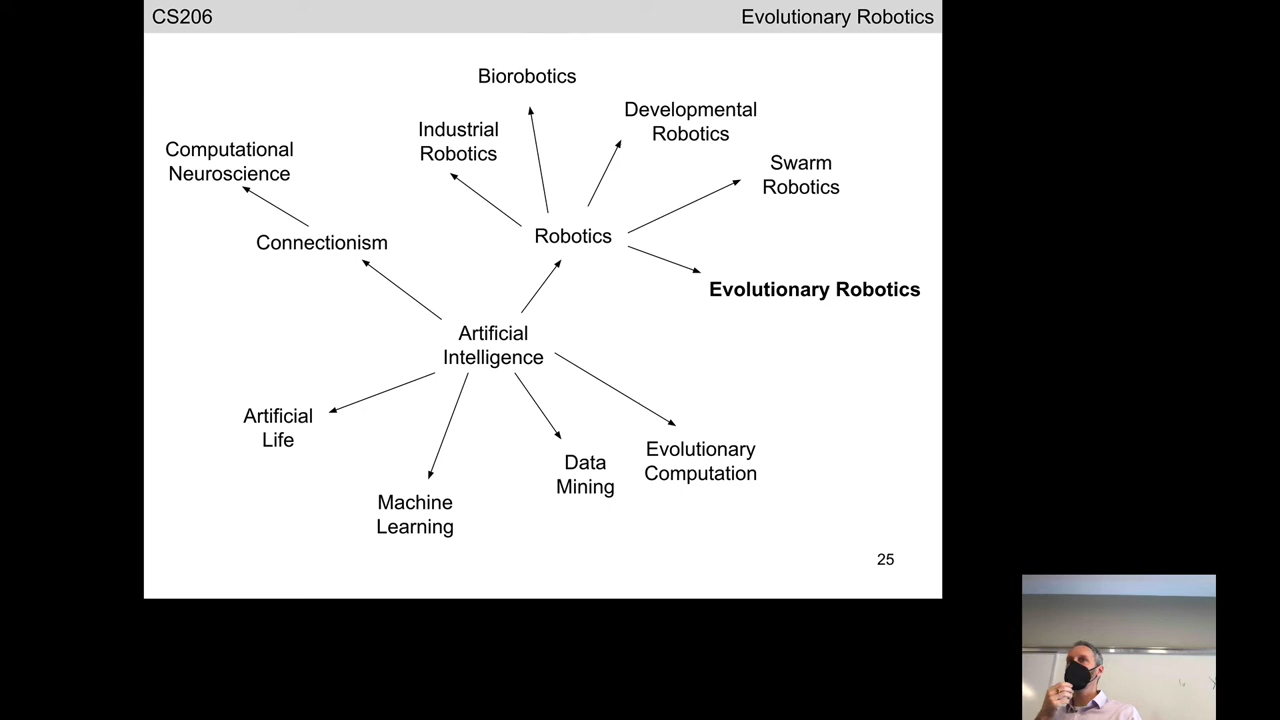 CS206
Evolutionary Robotics
Biorobotics
Developmental
Robotics
Industrial
Robotics
Computational
Neuroscience
Swarm
Robotics
Connectionism
Robotics
Evolutionary Robotics
Artificial
Intelligence
Artificial
Life
Evolutionary
Computation
Data
Mining
Machine
Learning
25